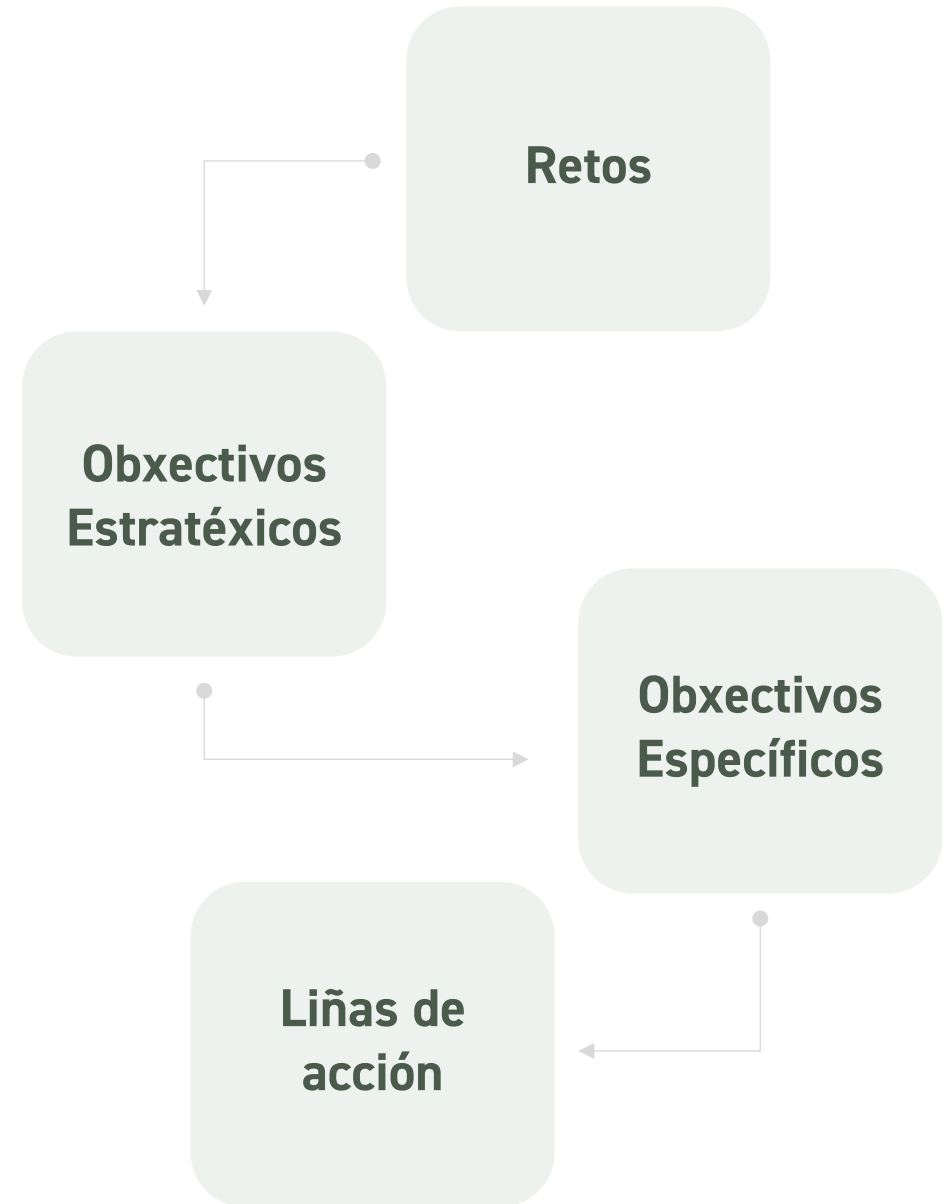 Retos
Obxectivos
Estratéxicos
Obxectivos
Específicos
Liñas de
acción